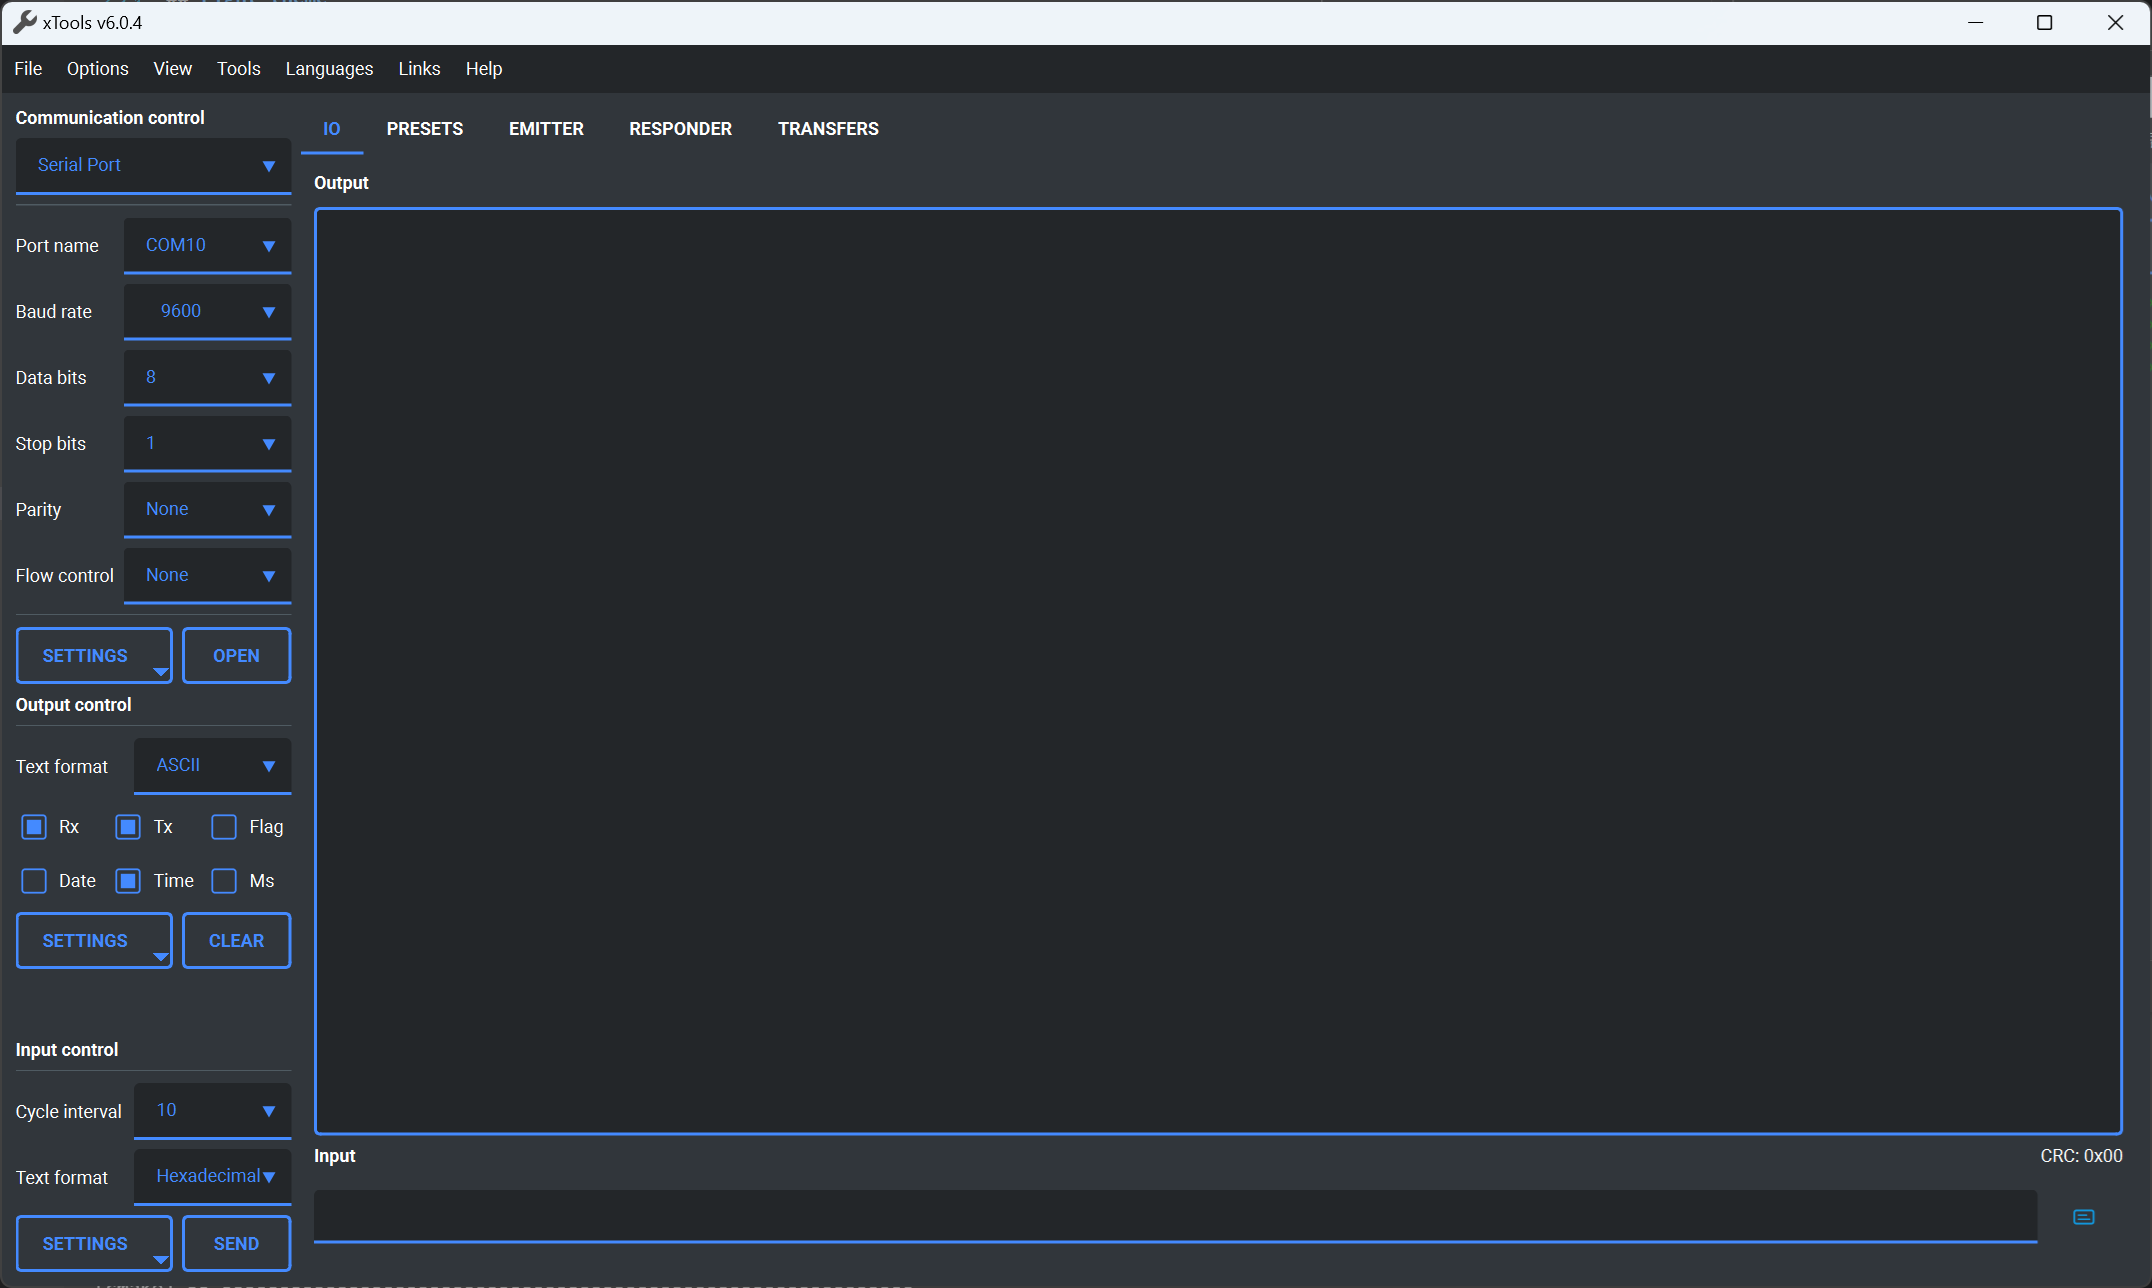 xTools v6.0.4
File Options View Tools Languages Links Help
Communication control
Serial Port
Port name COM10
Baud rate 9600
Data bits 8
Stop bits 1
Parity None
Flow control None
SETTINGS OPEN
Output control
Text format ASCII
Rx Tx Flag
Date Time Ms
SETTINGS CLEAR
Input control
Cycle interval 10
Text format Hexadecimal
SETTINGS SEND
IO PRESETS EMITTER RESPONDER TRANSFERS
Output
Input CRC: 0x00